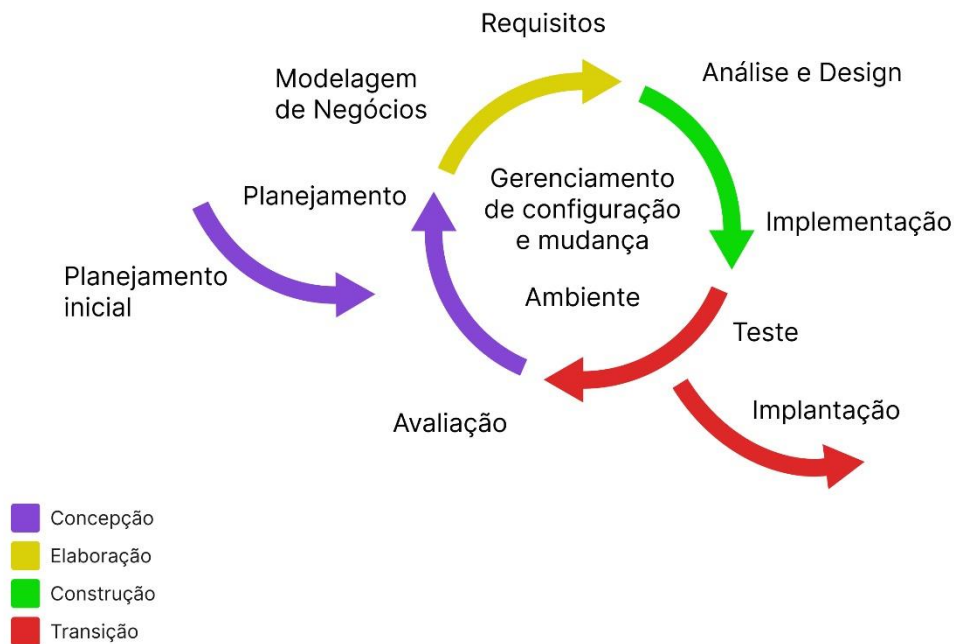 Requisitos
Análise e Design
Modelagem
de Negócios
Planejamento
Gerenciamento
de configuração
e mudança
Implementação
Planejamento
inicial
Ambiente
Teste
Avaliação
Implantação
Concepção
Elaboração
Construção
Transição